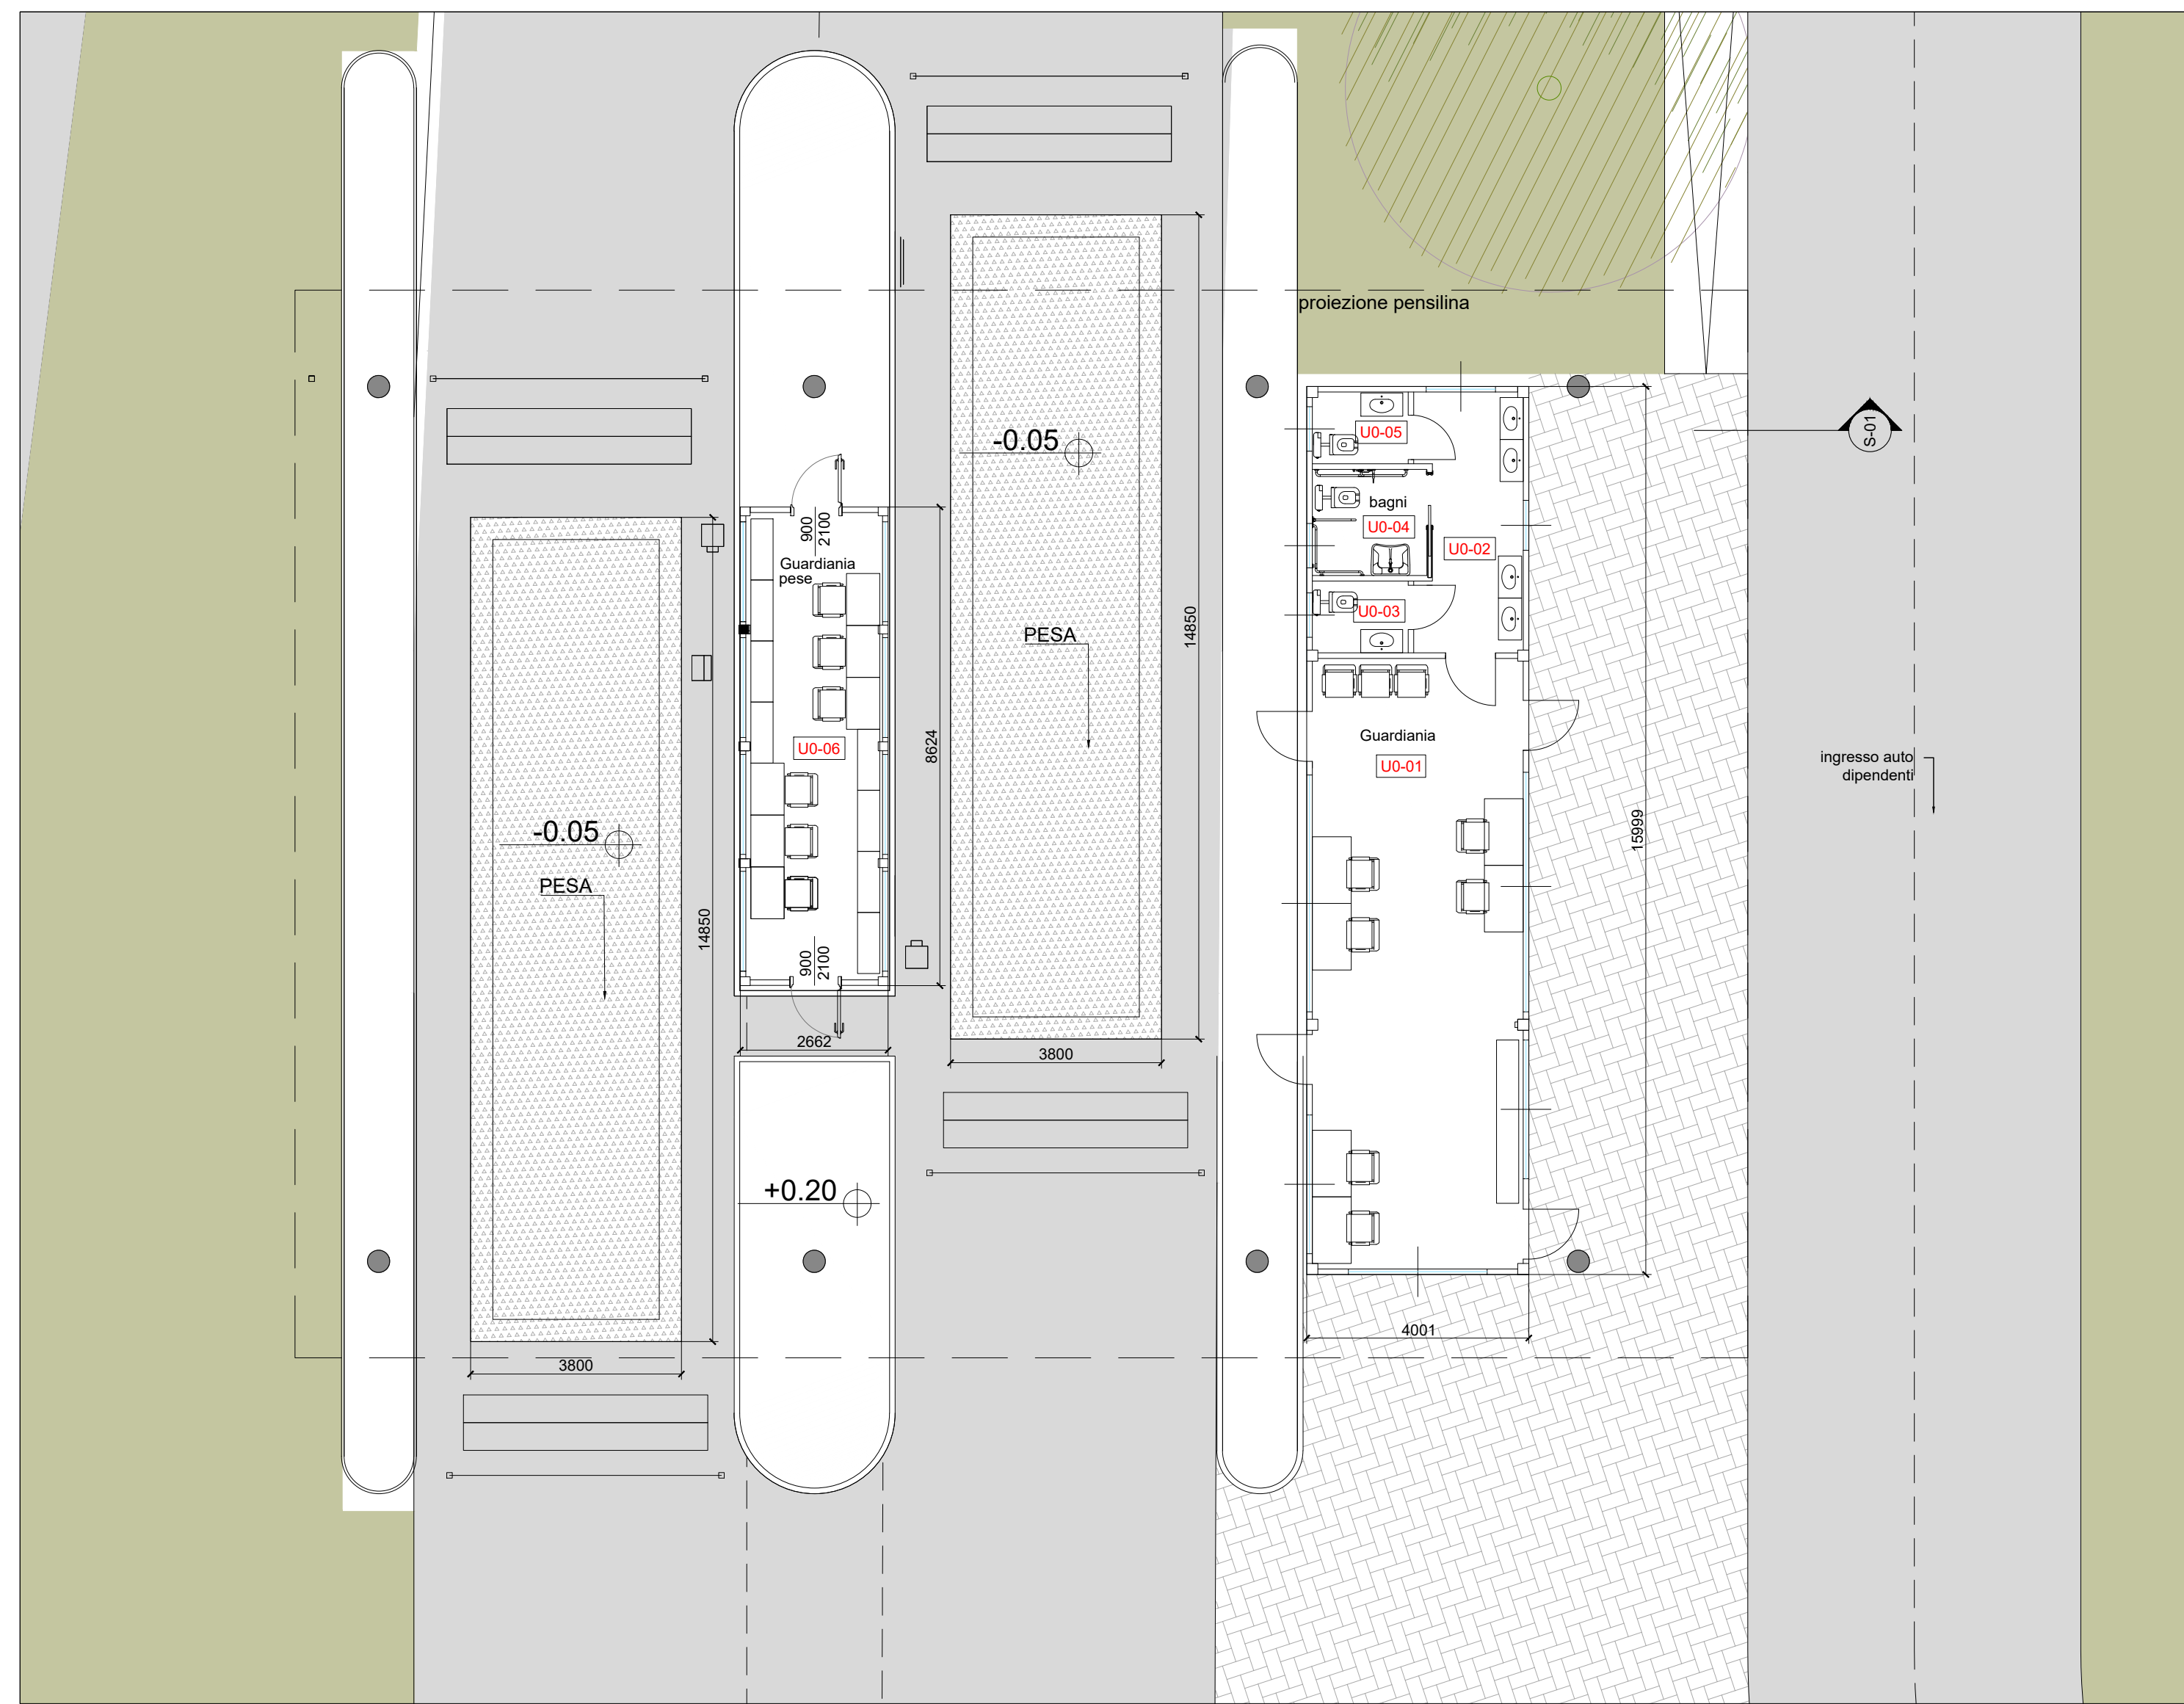 proiezione pensilina
-0.05
U0-05
S-01
bagni
U0-04
900
2100
U0-02
Guardiania
pese
U0-03
14850
PESA
8624
U0-06
Guardiania
U0-01
ingresso auto
dipendenti
15999
-0.05
PESA
14850
900
2100
2662
3800
+0.20
4001
3800